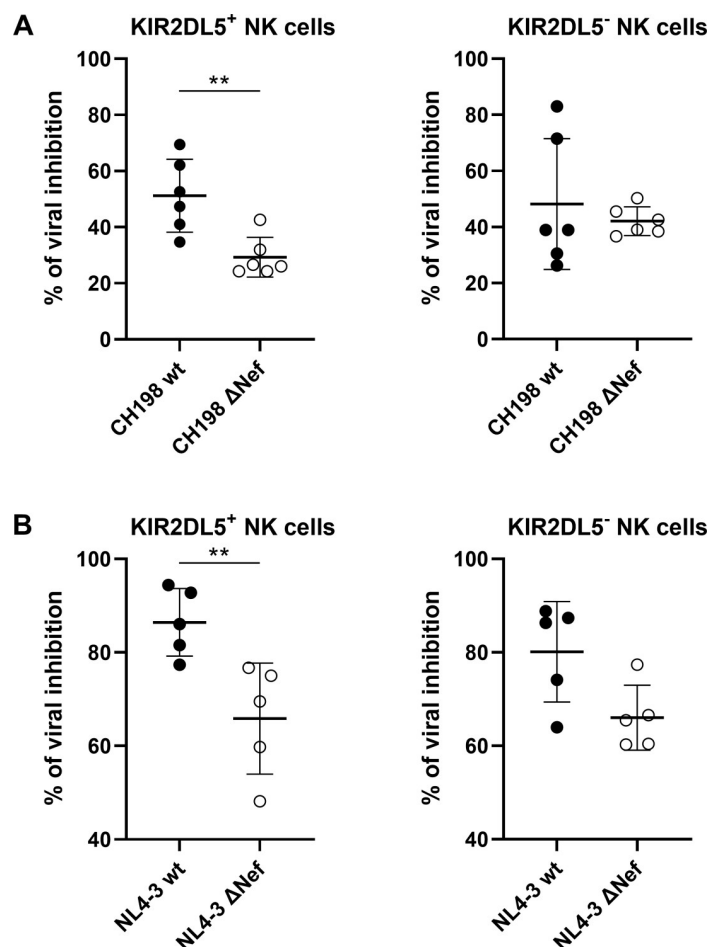 A
KIR2DL5⁺ NK cells
% of viral inhibition
100
80
60
40
20
0
**
CH198 wt
CH198 ΔNef
KIR2DL5⁻ NK cells
% of viral inhibition
100
80
60
40
20
0
CH198 wt
CH198 ΔNef
B
KIR2DL5⁺ NK cells
% of viral inhibition
100
80
60
40
**
NL4-3 wt
NL4-3 ΔNef
KIR2DL5⁻ NK cells
% of viral inhibition
100
80
60
40
NL4-3 wt
NL4-3 ΔNef